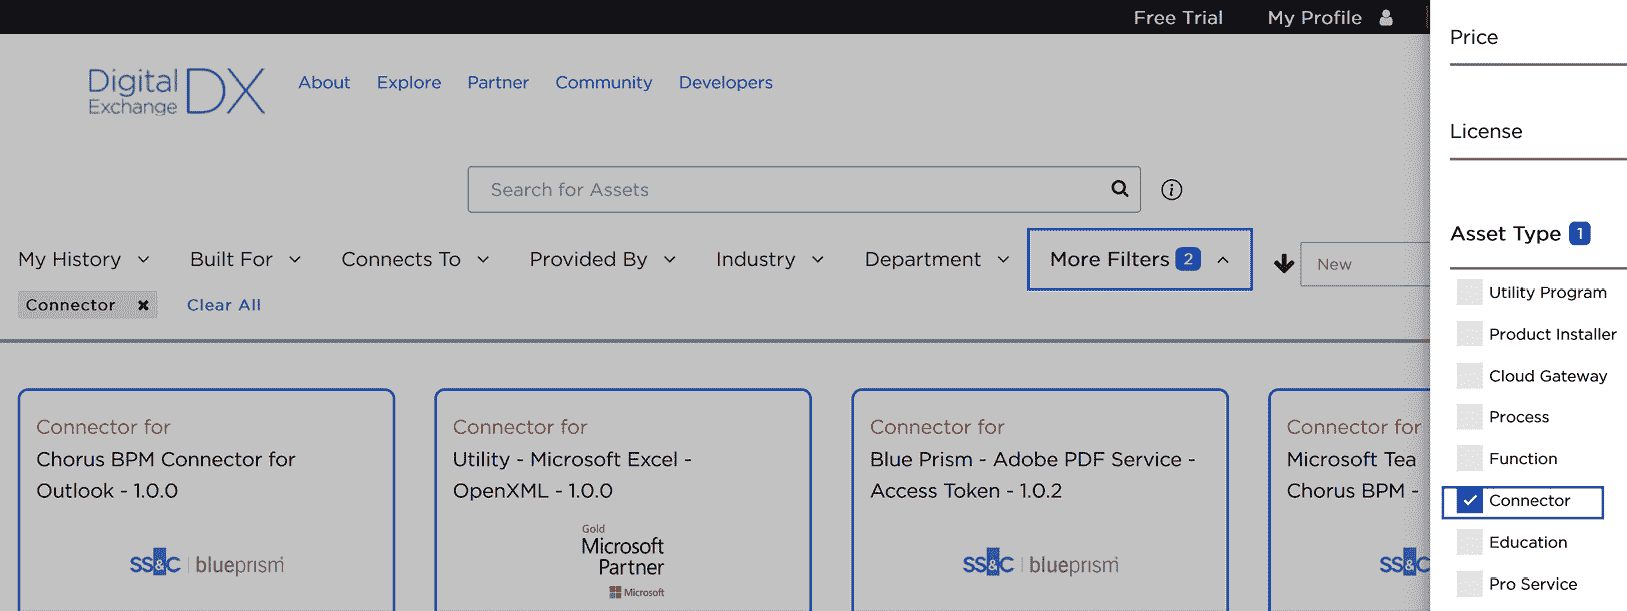 Free Trial My Profile
Digital Exchange DX About Explore Partner Community Developers
Search for Assets
My History Built For Connects To Provided By Industry Department More Filters 2 New
Connector Clear All
Connector for
Chorus BPM Connector for
Outlook - 1.0.0
SS&C blueprism
Connector for
Utility - Microsoft Excel -
OpenXML - 1.0.0
Gold
Microsoft
Partner
Microsoft
Connector for
Blue Prism - Adobe PDF Service -
Access Token - 1.0.2
SS&C blueprism
Connector for
Microsoft Tea
Chorus BPM -
SS&C
Price
License
Asset Type 1
Utility Program
Product Installer
Cloud Gateway
Process
Function
Connector
Education
Pro Service